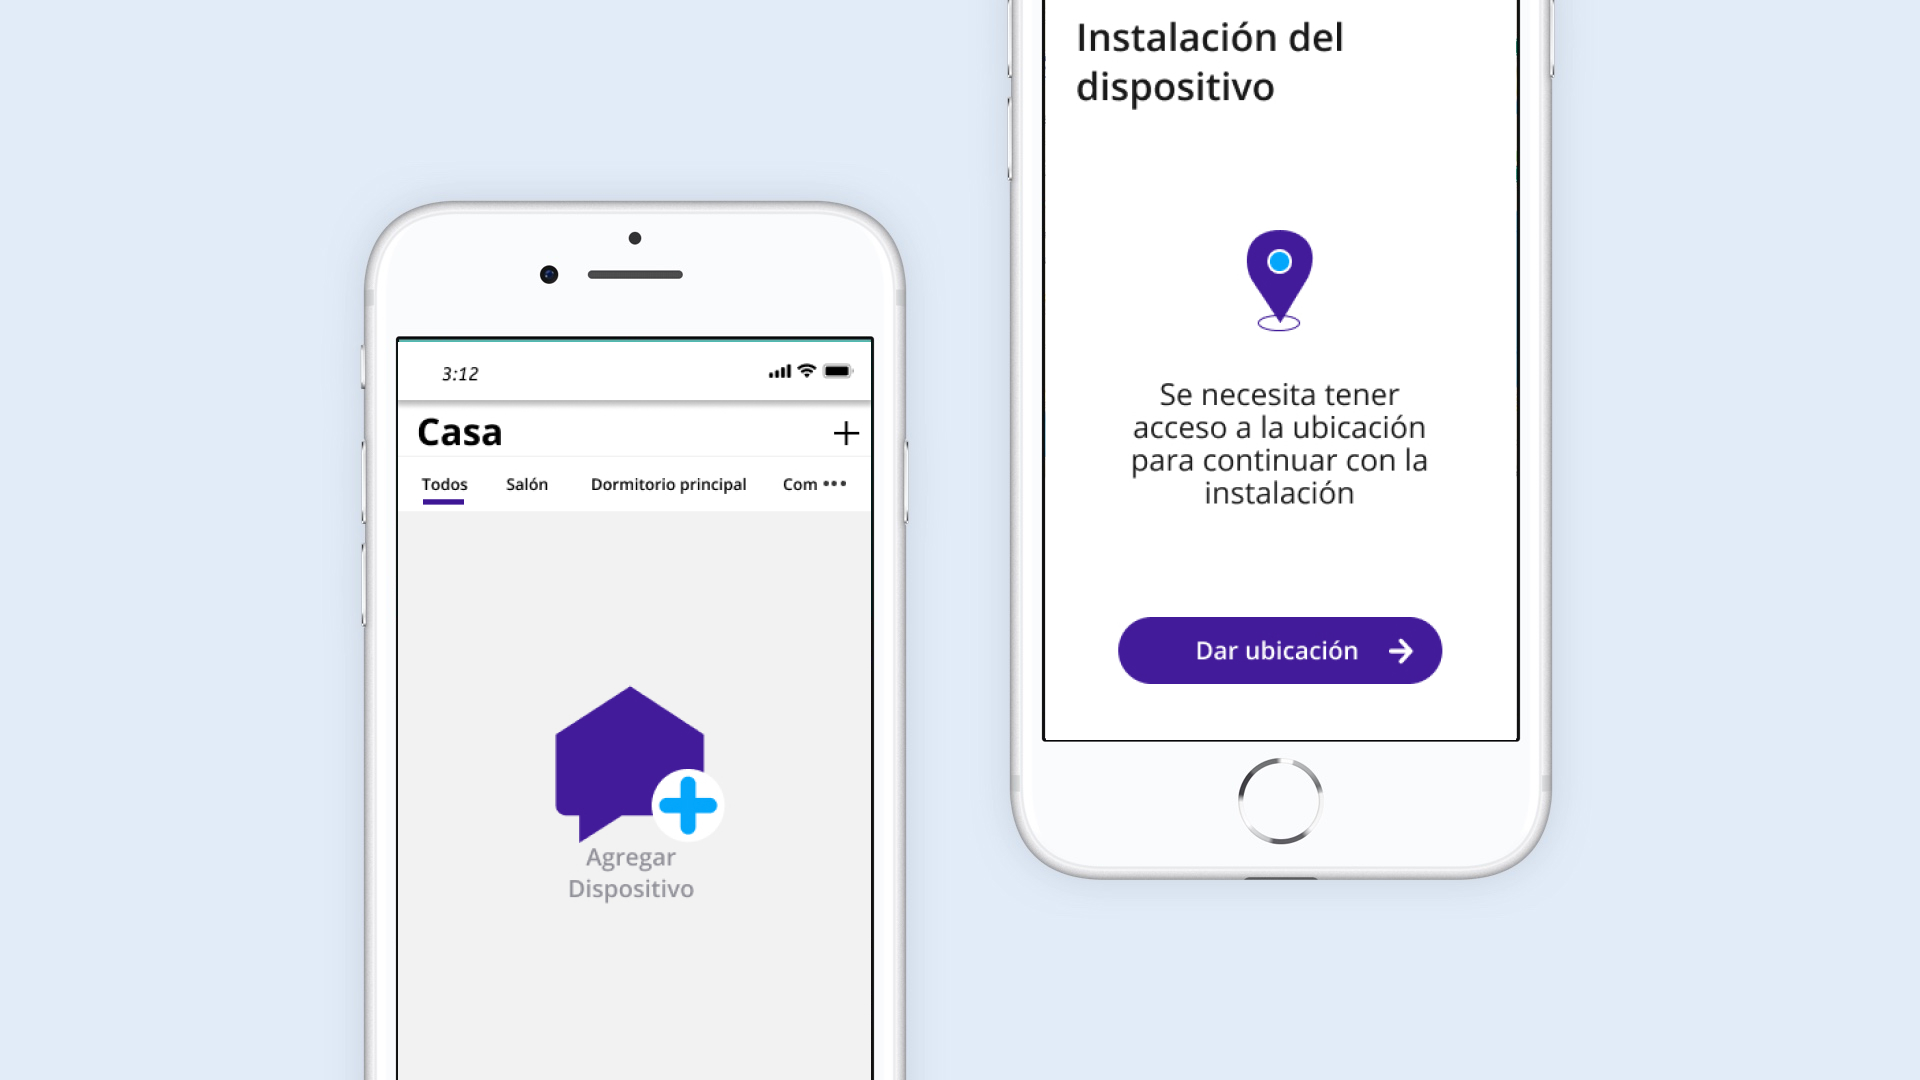 3:12
Casa
Todos Salón Dormitorio principal Com
Agregar
Dispositivo
Instalación del
dispositivo
Se necesita tener
acceso a la ubicación
para continuar con la
instalación
Dar ubicación